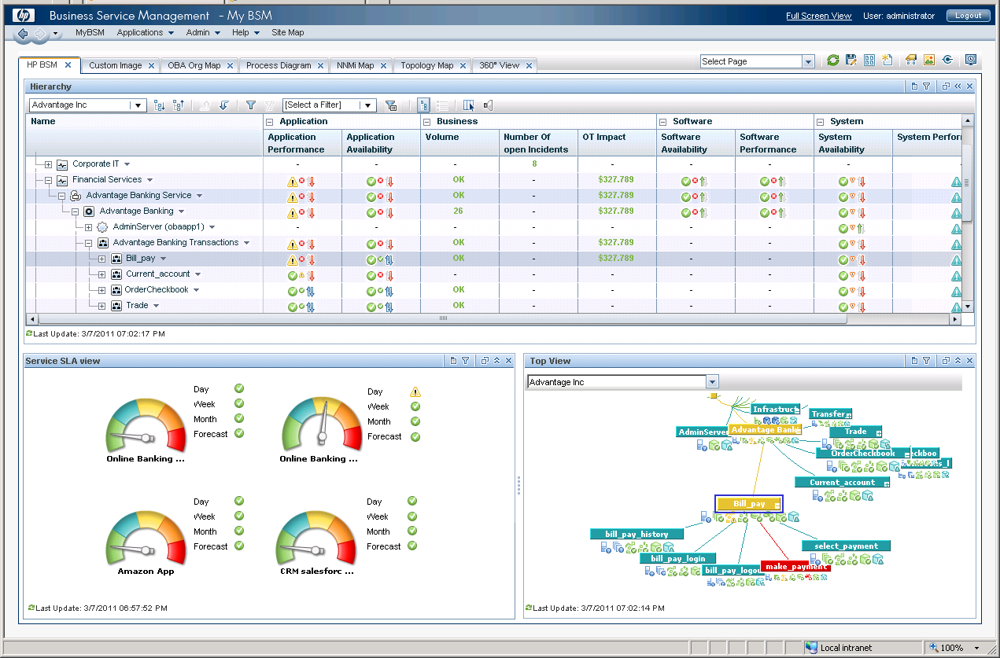 hp Business Service Management - My BSM Full Screen View User: administrator Logout
MyBSM Applications Admin Help Site Map
HP BSM Custom Image OBA Org Map Process Diagram NNMi Map Topology Map 360° View Select Page
Hierarchy
Advantage Inc [Select a Filter]
Name Application Business Software System
Application Performance Application Availability Volume Number Of open Incidents OT Impact Software Availability Software Performance System Availability System Perforr
Corporate IT - - - 8 - - - -
Financial Services OK - $327.789
Advantage Banking Service OK - $327.789
Advantage Banking 26 - $327.789
AdminServer (obaapp1) - - - - - - -
Advantage Banking Transactions OK - $327.789 - -
Bill_pay OK - $327.789 - -
Current_account - - - - -
OrderCheckbook OK - - - -
Trade OK - - - -
Last Update: 3/7/2011 07:02:17 PM
Service SLA view
Day
Week
Month
Forecast
Online Banking ...
Day
Week
Month
Forecast
Online Banking ...
Day
Week
Month
Forecast
Amazon App
Day
Week
Month
Forecast
CRM salesforc ...
Last Update: 3/7/2011 06:57:52 PM
Top View
Advantage Inc
Infrastruct
Transfer
AdminServer
Advantage Bank
Trade
OrderCheckbook
ckboo
Current_account
Bill_pay
bill_pay_history
select_payment
bill_pay_login
make_payment
bill_pay_logou
Last Update: 3/7/2011 07:02:14 PM
Local intranet 100%